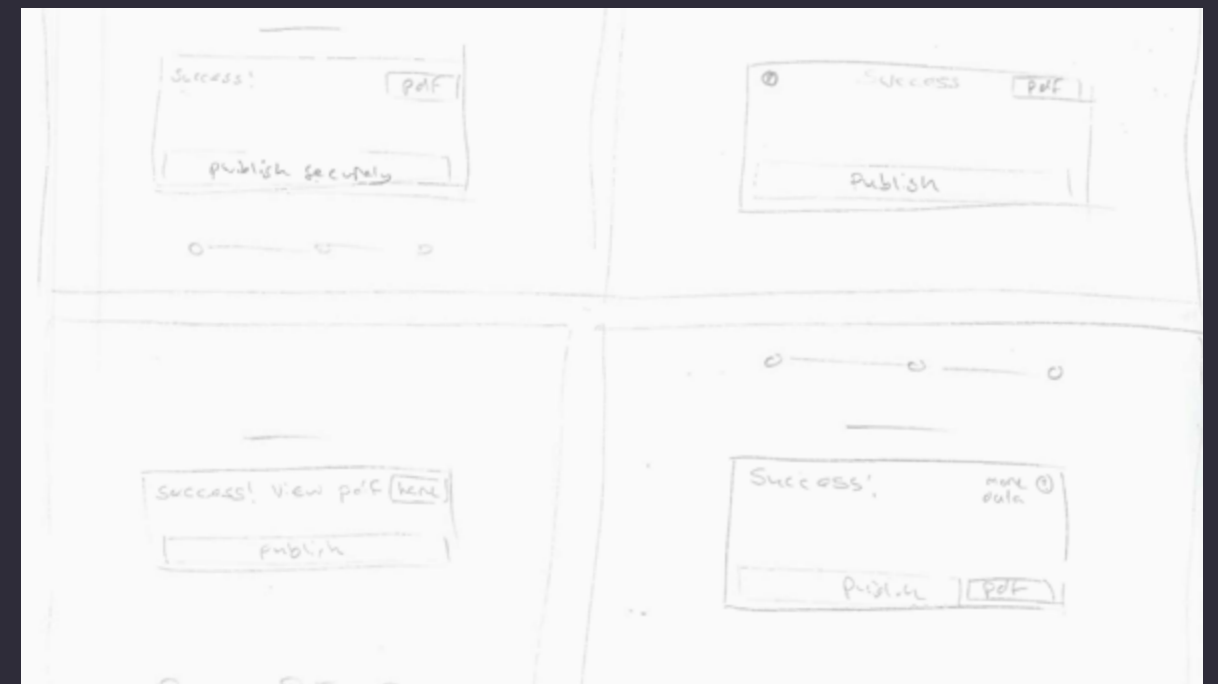 Success! pdf
publish securely
Success pdf
Publish
Success! View pdf here
publish
Success! more ?
data
Publish pdf